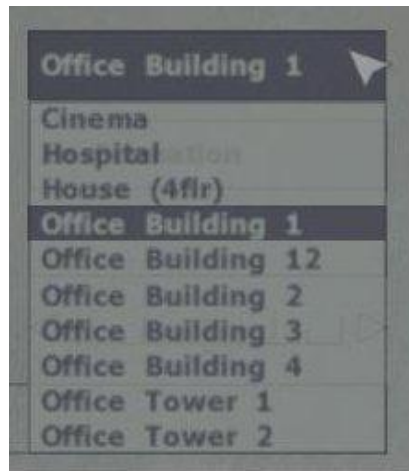 Office Building 1
Cinema
Hospital
House (4flr)
Office Building 1
Office Building 12
Office Building 2
Office Building 3
Office Building 4
Office Tower 1
Office Tower 2